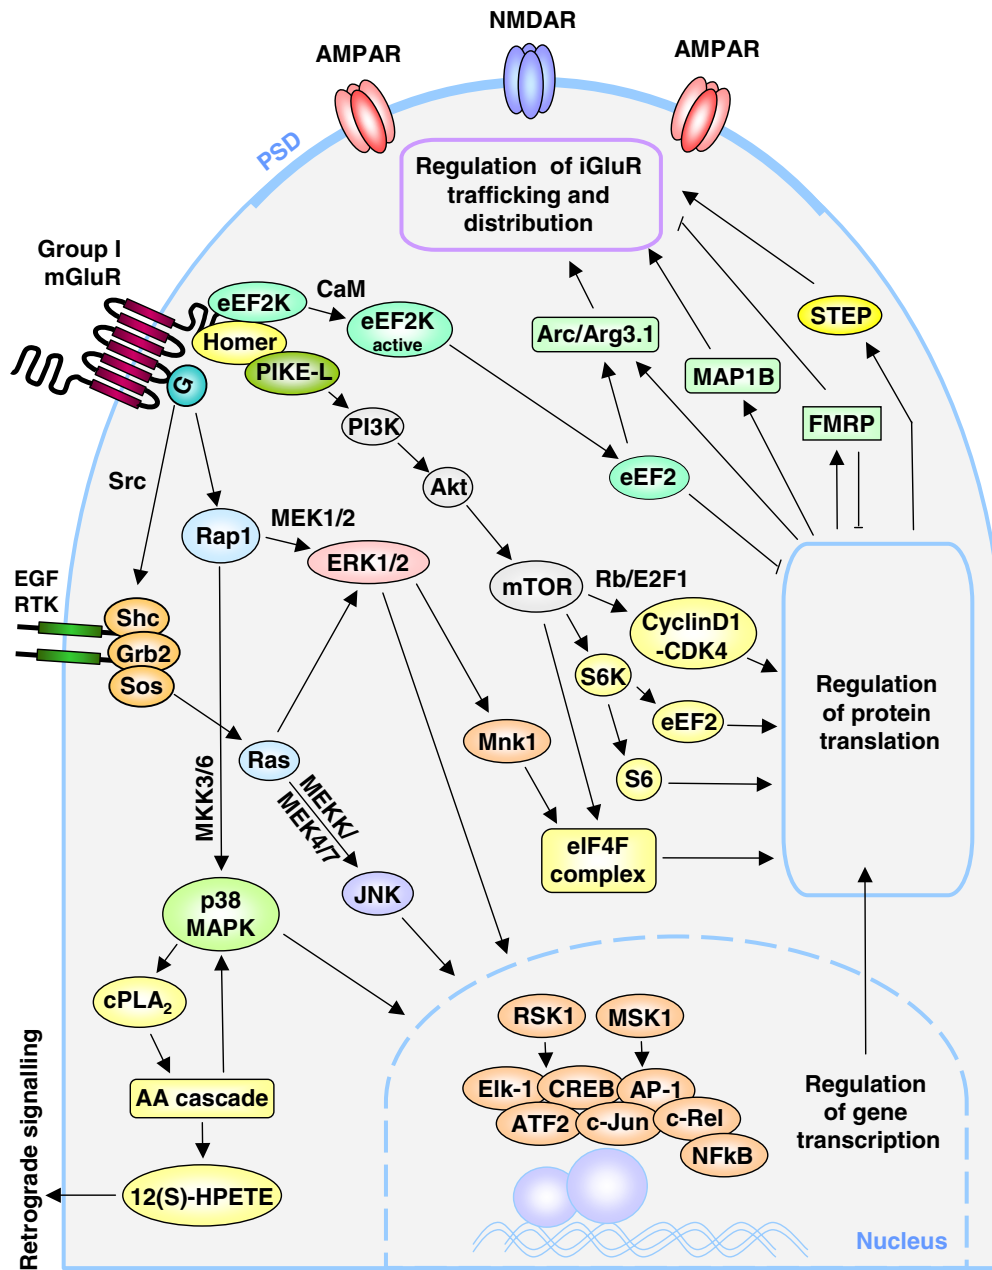 NMDAR
AMPAR
AMPAR
PSD
Regulation of iGluR
trafficking and
distribution
Group I
mGluR
eEF2K
CaM
eEF2K
active
Homer
PIKE-L
G
Arc/Arg3.1
STEP
MAP1B
FMRP
PI3K
Akt
eEF2
Src
Rap1
MEK1/2
ERK1/2
mTOR
Rb/E2F1
EGF
RTK
Shc
Grb2
Sos
CyclinD1
-CDK4
S6K
eEF2
S6
Regulation
of protein
translation
Ras
Mnk1
MKK3/6
MEKK/
MEK4/7
eIF4F
complex
JNK
p38
MAPK
cPLA2
AA cascade
12(S)-HPETE
Retrograde signalling
RSK1
MSK1
Elk-1
CREB
AP-1
ATF2
c-Jun
c-Rel
NFkB
Regulation
of gene
transcription
Nucleus